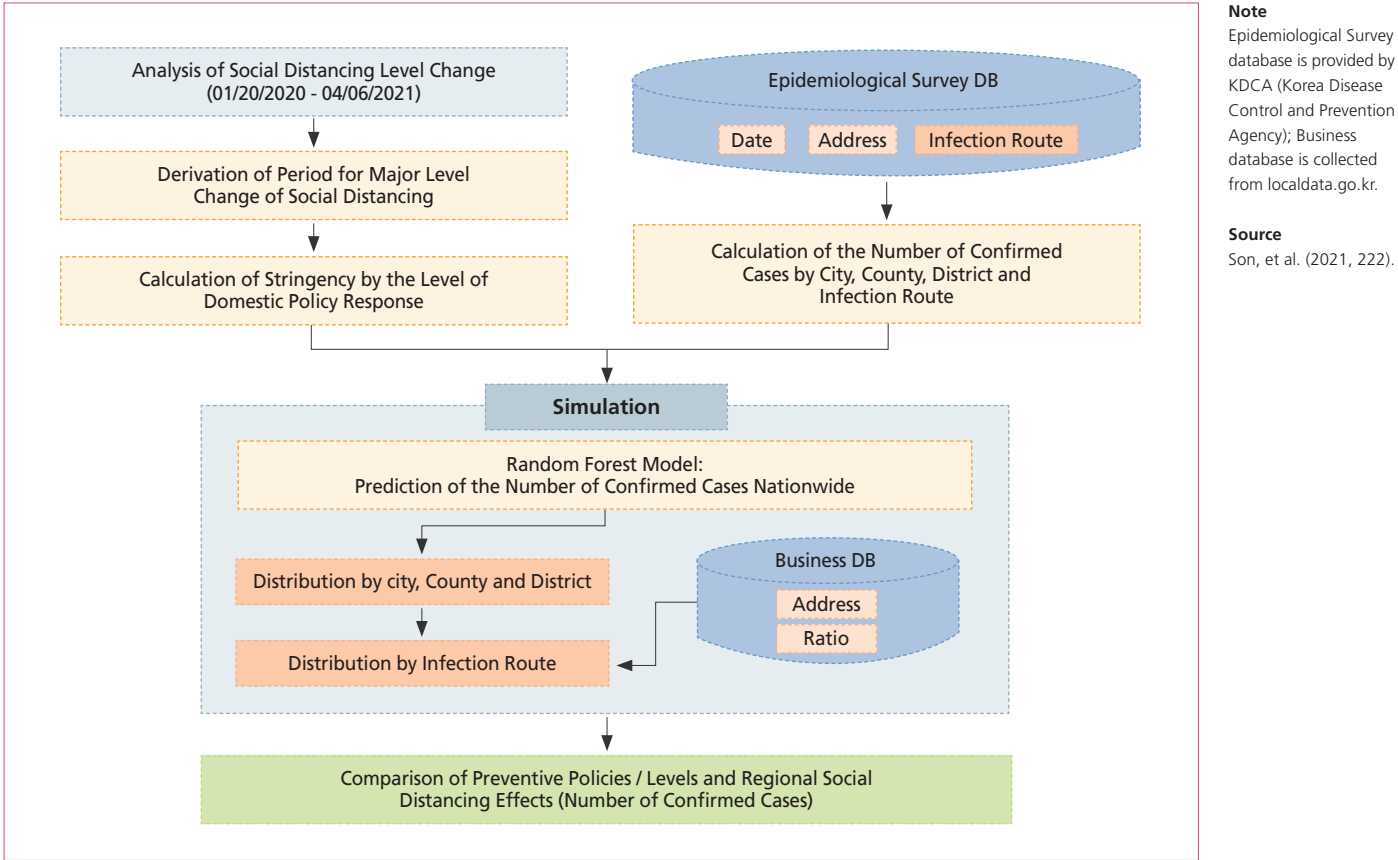 Analysis of Social Distancing Level Change
(01/20/2020 - 04/06/2021)
Derivation of Period for Major Level
Change of Social Distancing
Calculation of Stringency by the Level of
Domestic Policy Response
Epidemiological Survey DB
Date
Address
Infection Route
Calculation of the Number of Confirmed
Cases by City, County, District and
Infection Route
Simulation
Random Forest Model:
Prediction of the Number of Confirmed Cases Nationwide
Distribution by city, County and District
Distribution by Infection Route
Business DB
Address
Ratio
Comparison of Preventive Policies / Levels and Regional Social
Distancing Effects (Number of Confirmed Cases)
Note
Epidemiological Survey
database is provided by
KDCA (Korea Disease
Control and Prevention
Agency); Business
database is collected
from localdata.go.kr.
Source
Son, et al. (2021, 222).